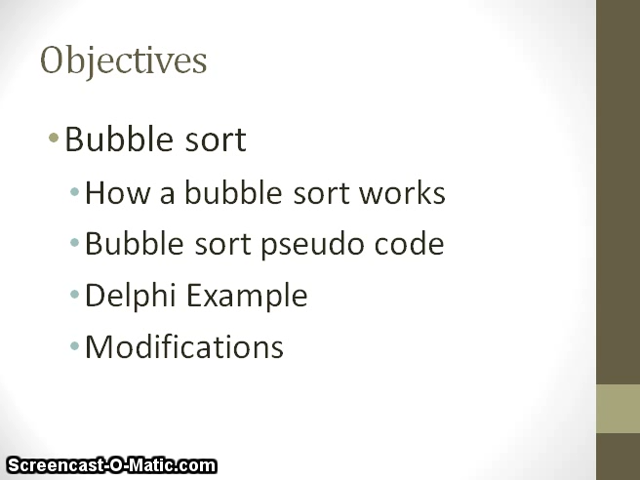 Objectives
•Bubble sort
•How a bubble sort works
•Bubble sort pseudo code
•Delphi Example
•Modifications
Screencast-O-Matic.com